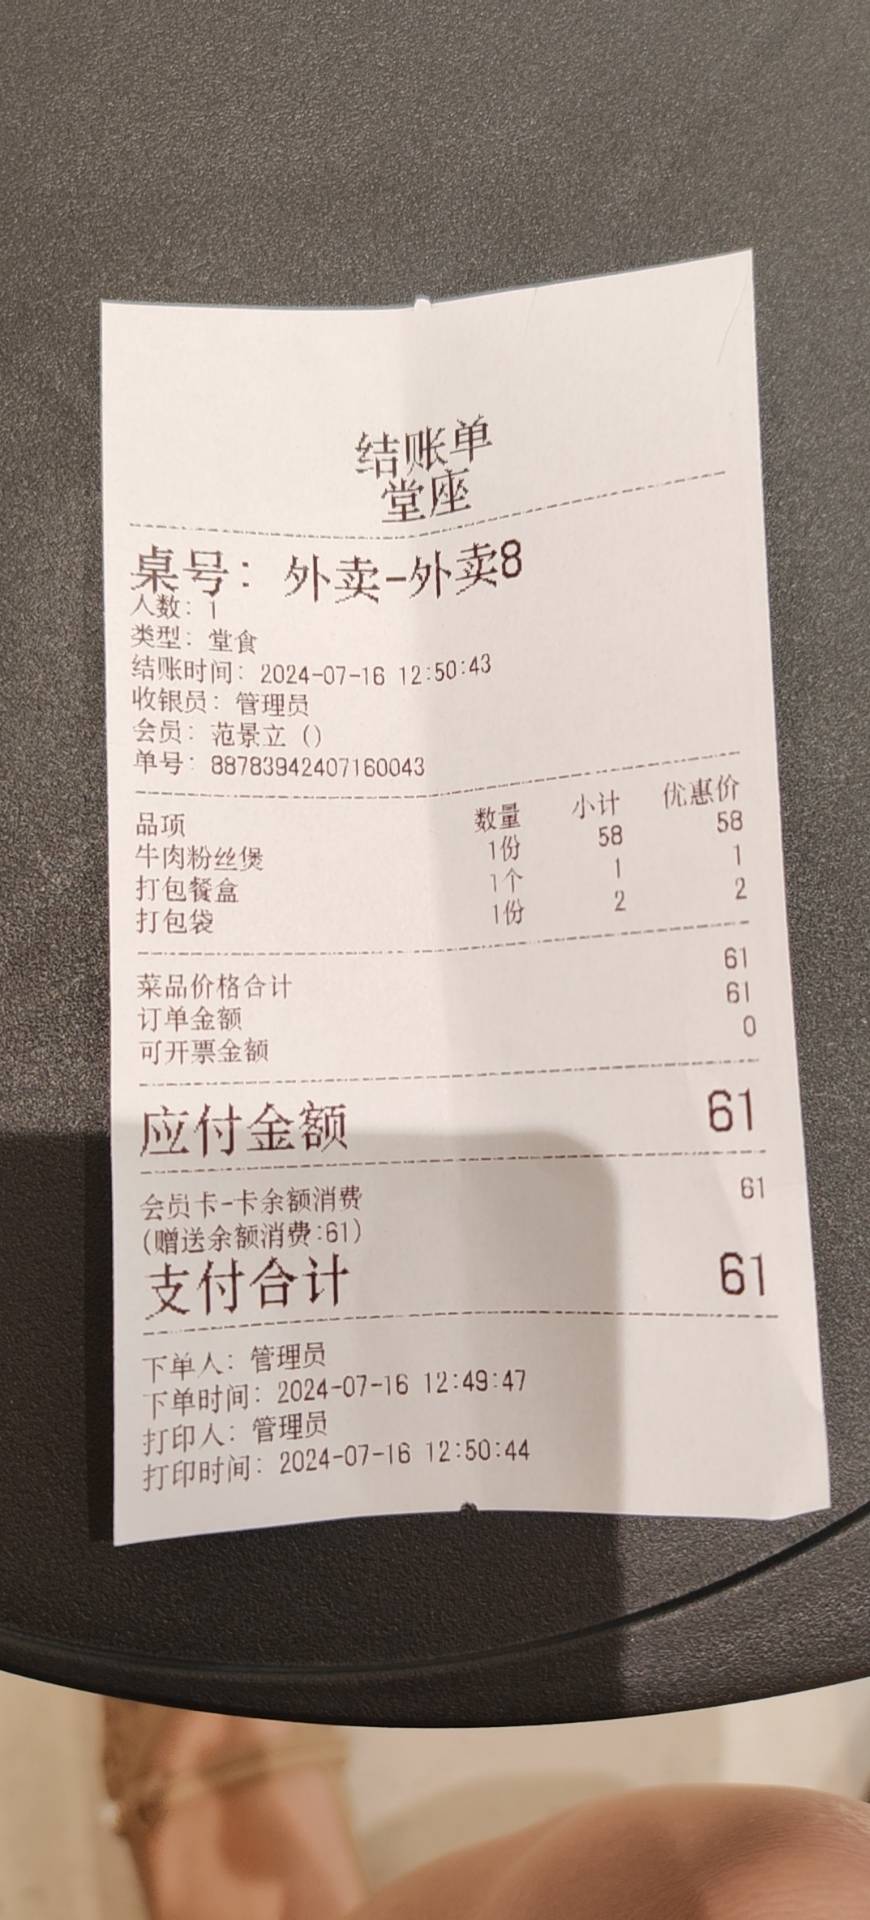 结账单
堂座
桌号：外卖-外卖8
人数：1
类型：堂食
结账时间：2024-07-16 12:50:43
收银员：管理员
会员：范景立 ()
单号：88783942407160043
品项 数量 小计 优惠价
牛肉粉丝煲 1份 58 58
打包餐盒 1个 1 1
打包袋 1份 2 2
菜品价格合计 61
订单金额 61
可开票金额 0
应付金额 61
会员卡-卡余额消费 61
(赠送余额消费:61)
支付合计 61
下单人：管理员
下单时间：2024-07-16 12:49:47
打印人：管理员
打印时间：2024-07-16 12:50:44